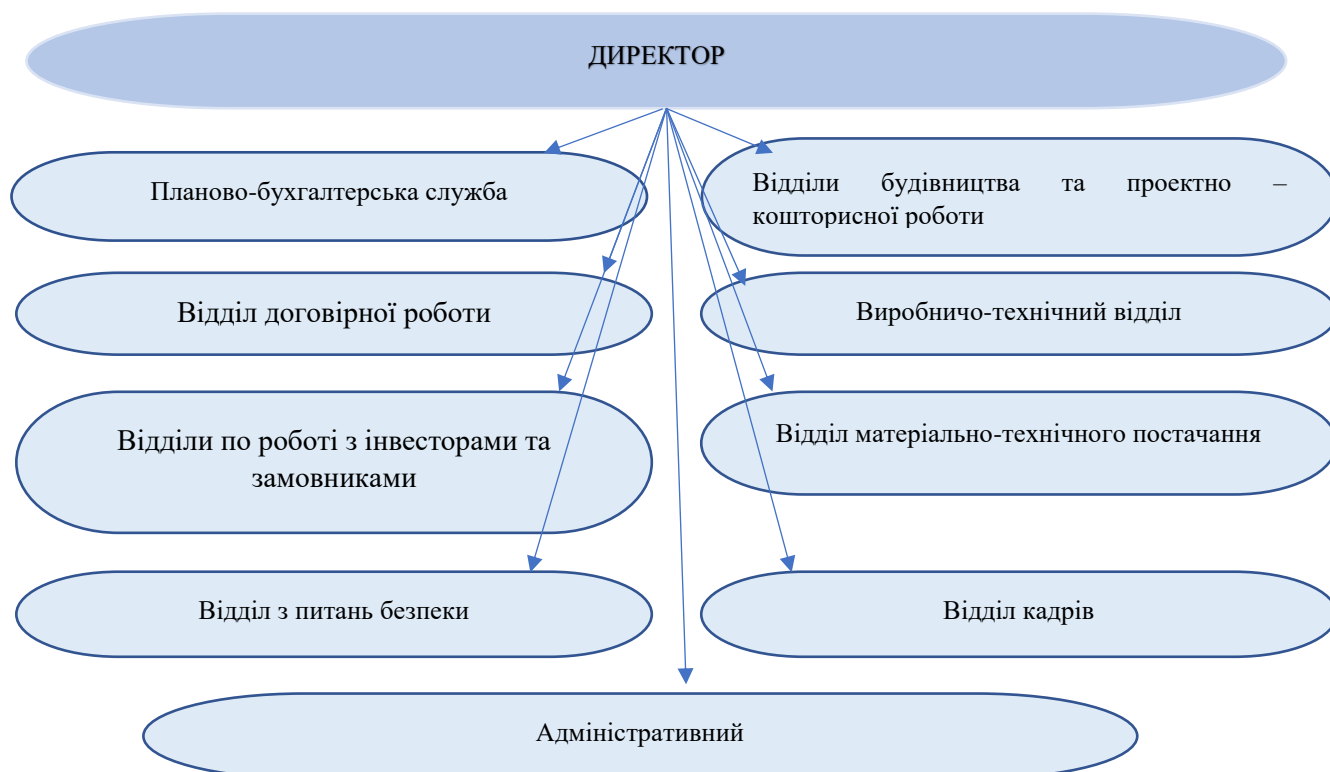 ДИРЕКТОР
Планово-бухгалтерська служба
Відділи будівництва та проектно –
кошторисної роботи
Відділ договірної роботи
Виробничо-технічний відділ
Відділи по роботі з інвесторами та
замовниками
Відділ матеріально-технічного постачання
Відділ з питань безпеки
Відділ кадрів
Адміністративний